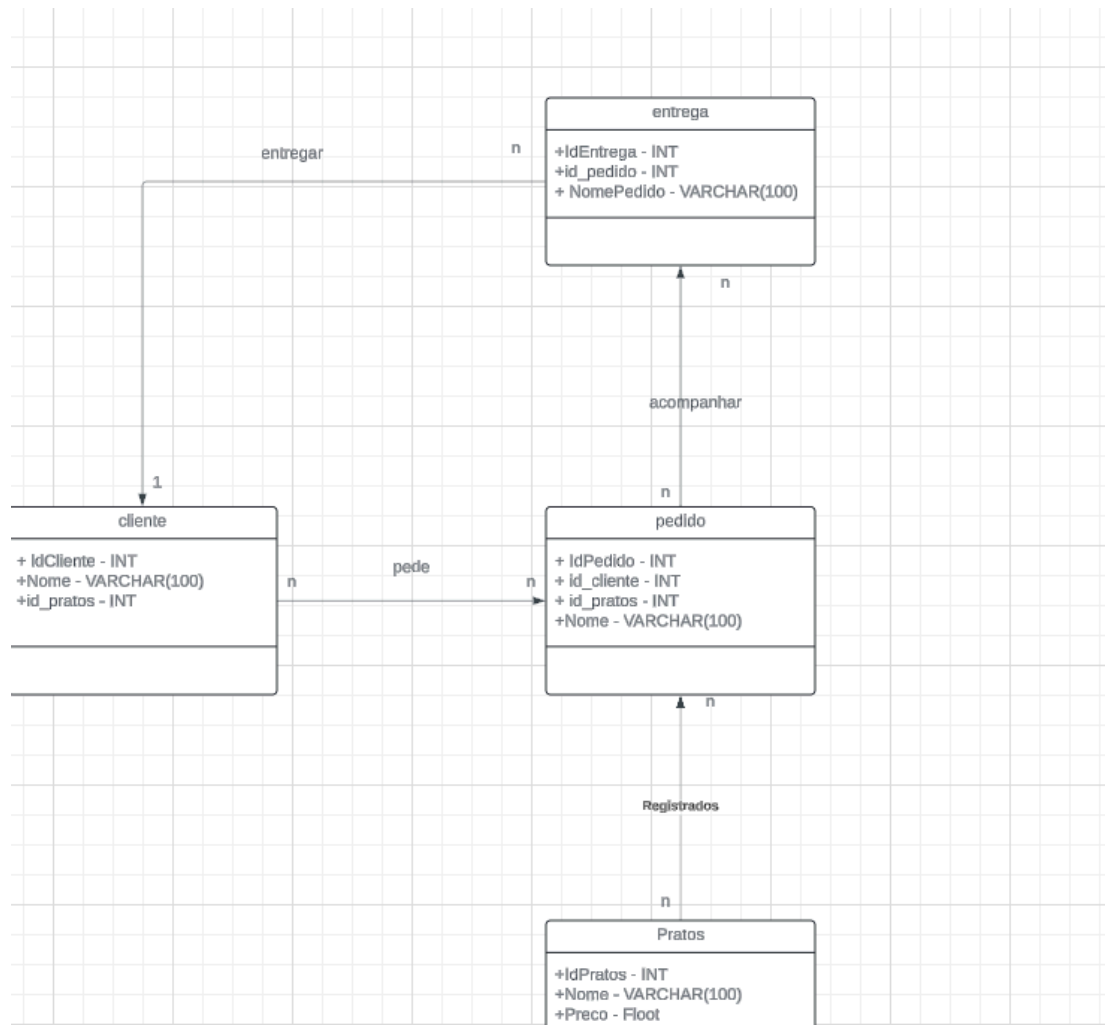 entrega
+IdEntrega - INT
+id_pedido - INT
+ NomePedido - VARCHAR(100)
entregar
n
n
acompanhar
n
1
cliente
+ IdCliente - INT
+Nome - VARCHAR(100)
+id_pratos - INT
n
pede
n
pedido
+ IdPedido - INT
+ id_cliente - INT
+ id_pratos - INT
+Nome - VARCHAR(100)
n
Registrados
n
Pratos
+IdPratos - INT
+Nome - VARCHAR(100)
+Preco - Floot